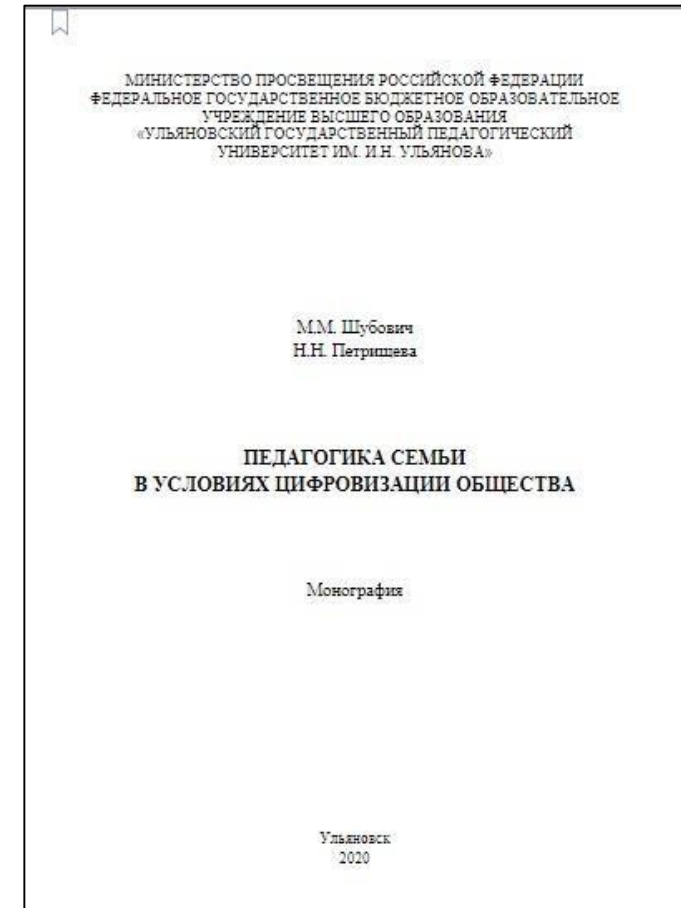 МИНИСТЕРСТВО ПРОСВЕЩЕНИЯ РОССИЙСКОЙ ФЕДЕРАЦИИ
ФЕДЕРАЛЬНОЕ ГОСУДАРСТВЕННОЕ БЮДЖЕТНОЕ ОБРАЗОВАТЕЛЬНОЕ
УЧРЕЖДЕНИЕ ВЫСШЕГО ОБРАЗОВАНИЯ
«УЛЬЯНОВСКИЙ ГОСУДАРСТВЕННЫЙ ПЕДАГОГИЧЕСКИЙ
УНИВЕРСИТЕТ ИМ. И.Н. УЛЬЯНОВА»
М.М. Шубович
Н.Н. Петрищева
ПЕДАГОГИКА СЕМЬИ
В УСЛОВИЯХ ЦИФРОВИЗАЦИИ ОБЩЕСТВА
Монография
Ульяновск
2020